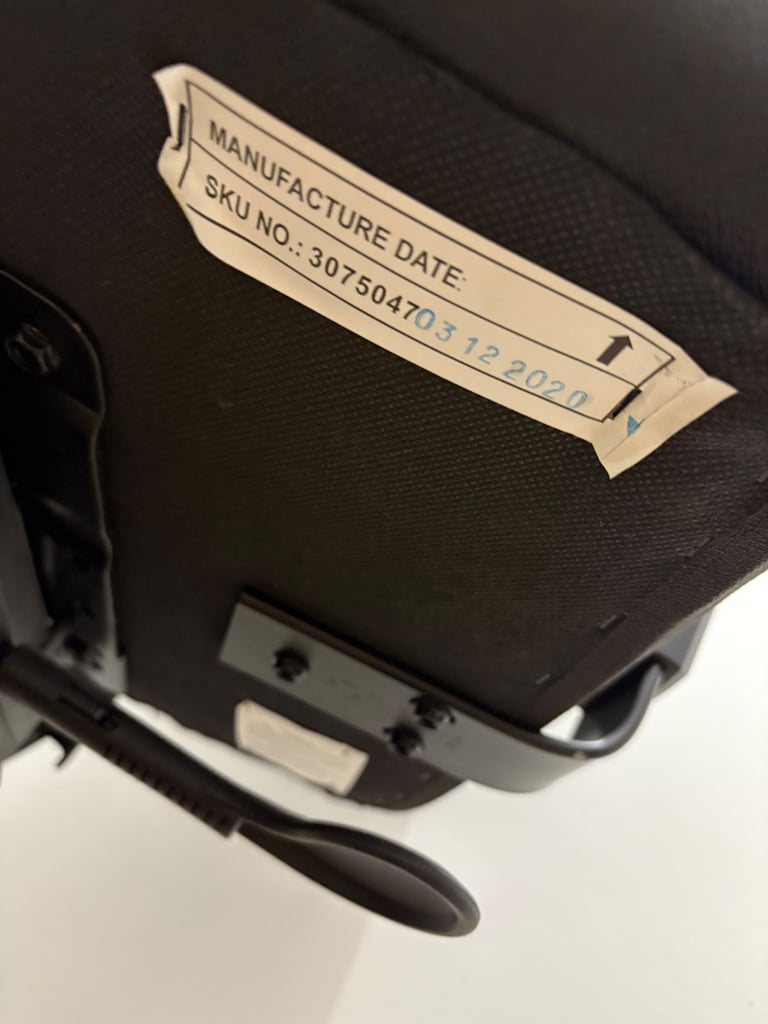 MANUFACTURE DATE:
SKU NO.: 3075047
03 12 2020